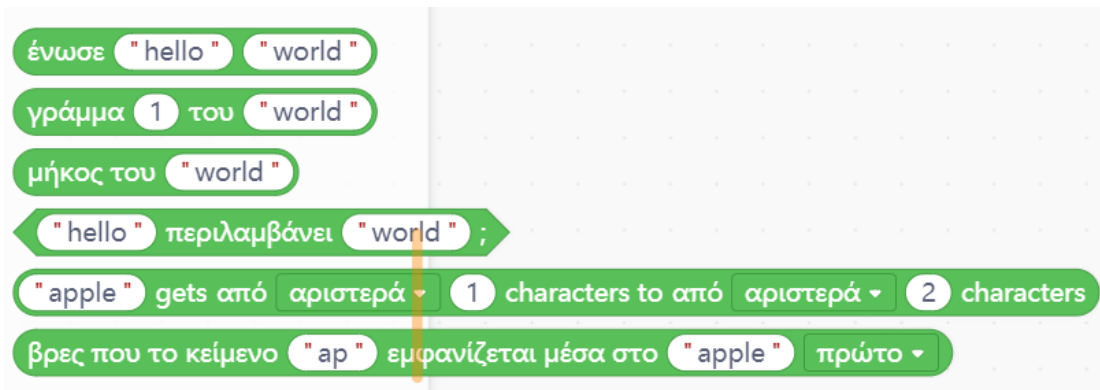 ένωσε "hello" "world"
γράμμα 1 του "world"
μήκος του "world"
"hello" περιλαμβάνει "world" ;
"apple" gets από αριστερά 1 characters to από αριστερά 2 characters
βρες που το κείμενο "ap" εμφανίζεται μέσα στο "apple" πρώτο